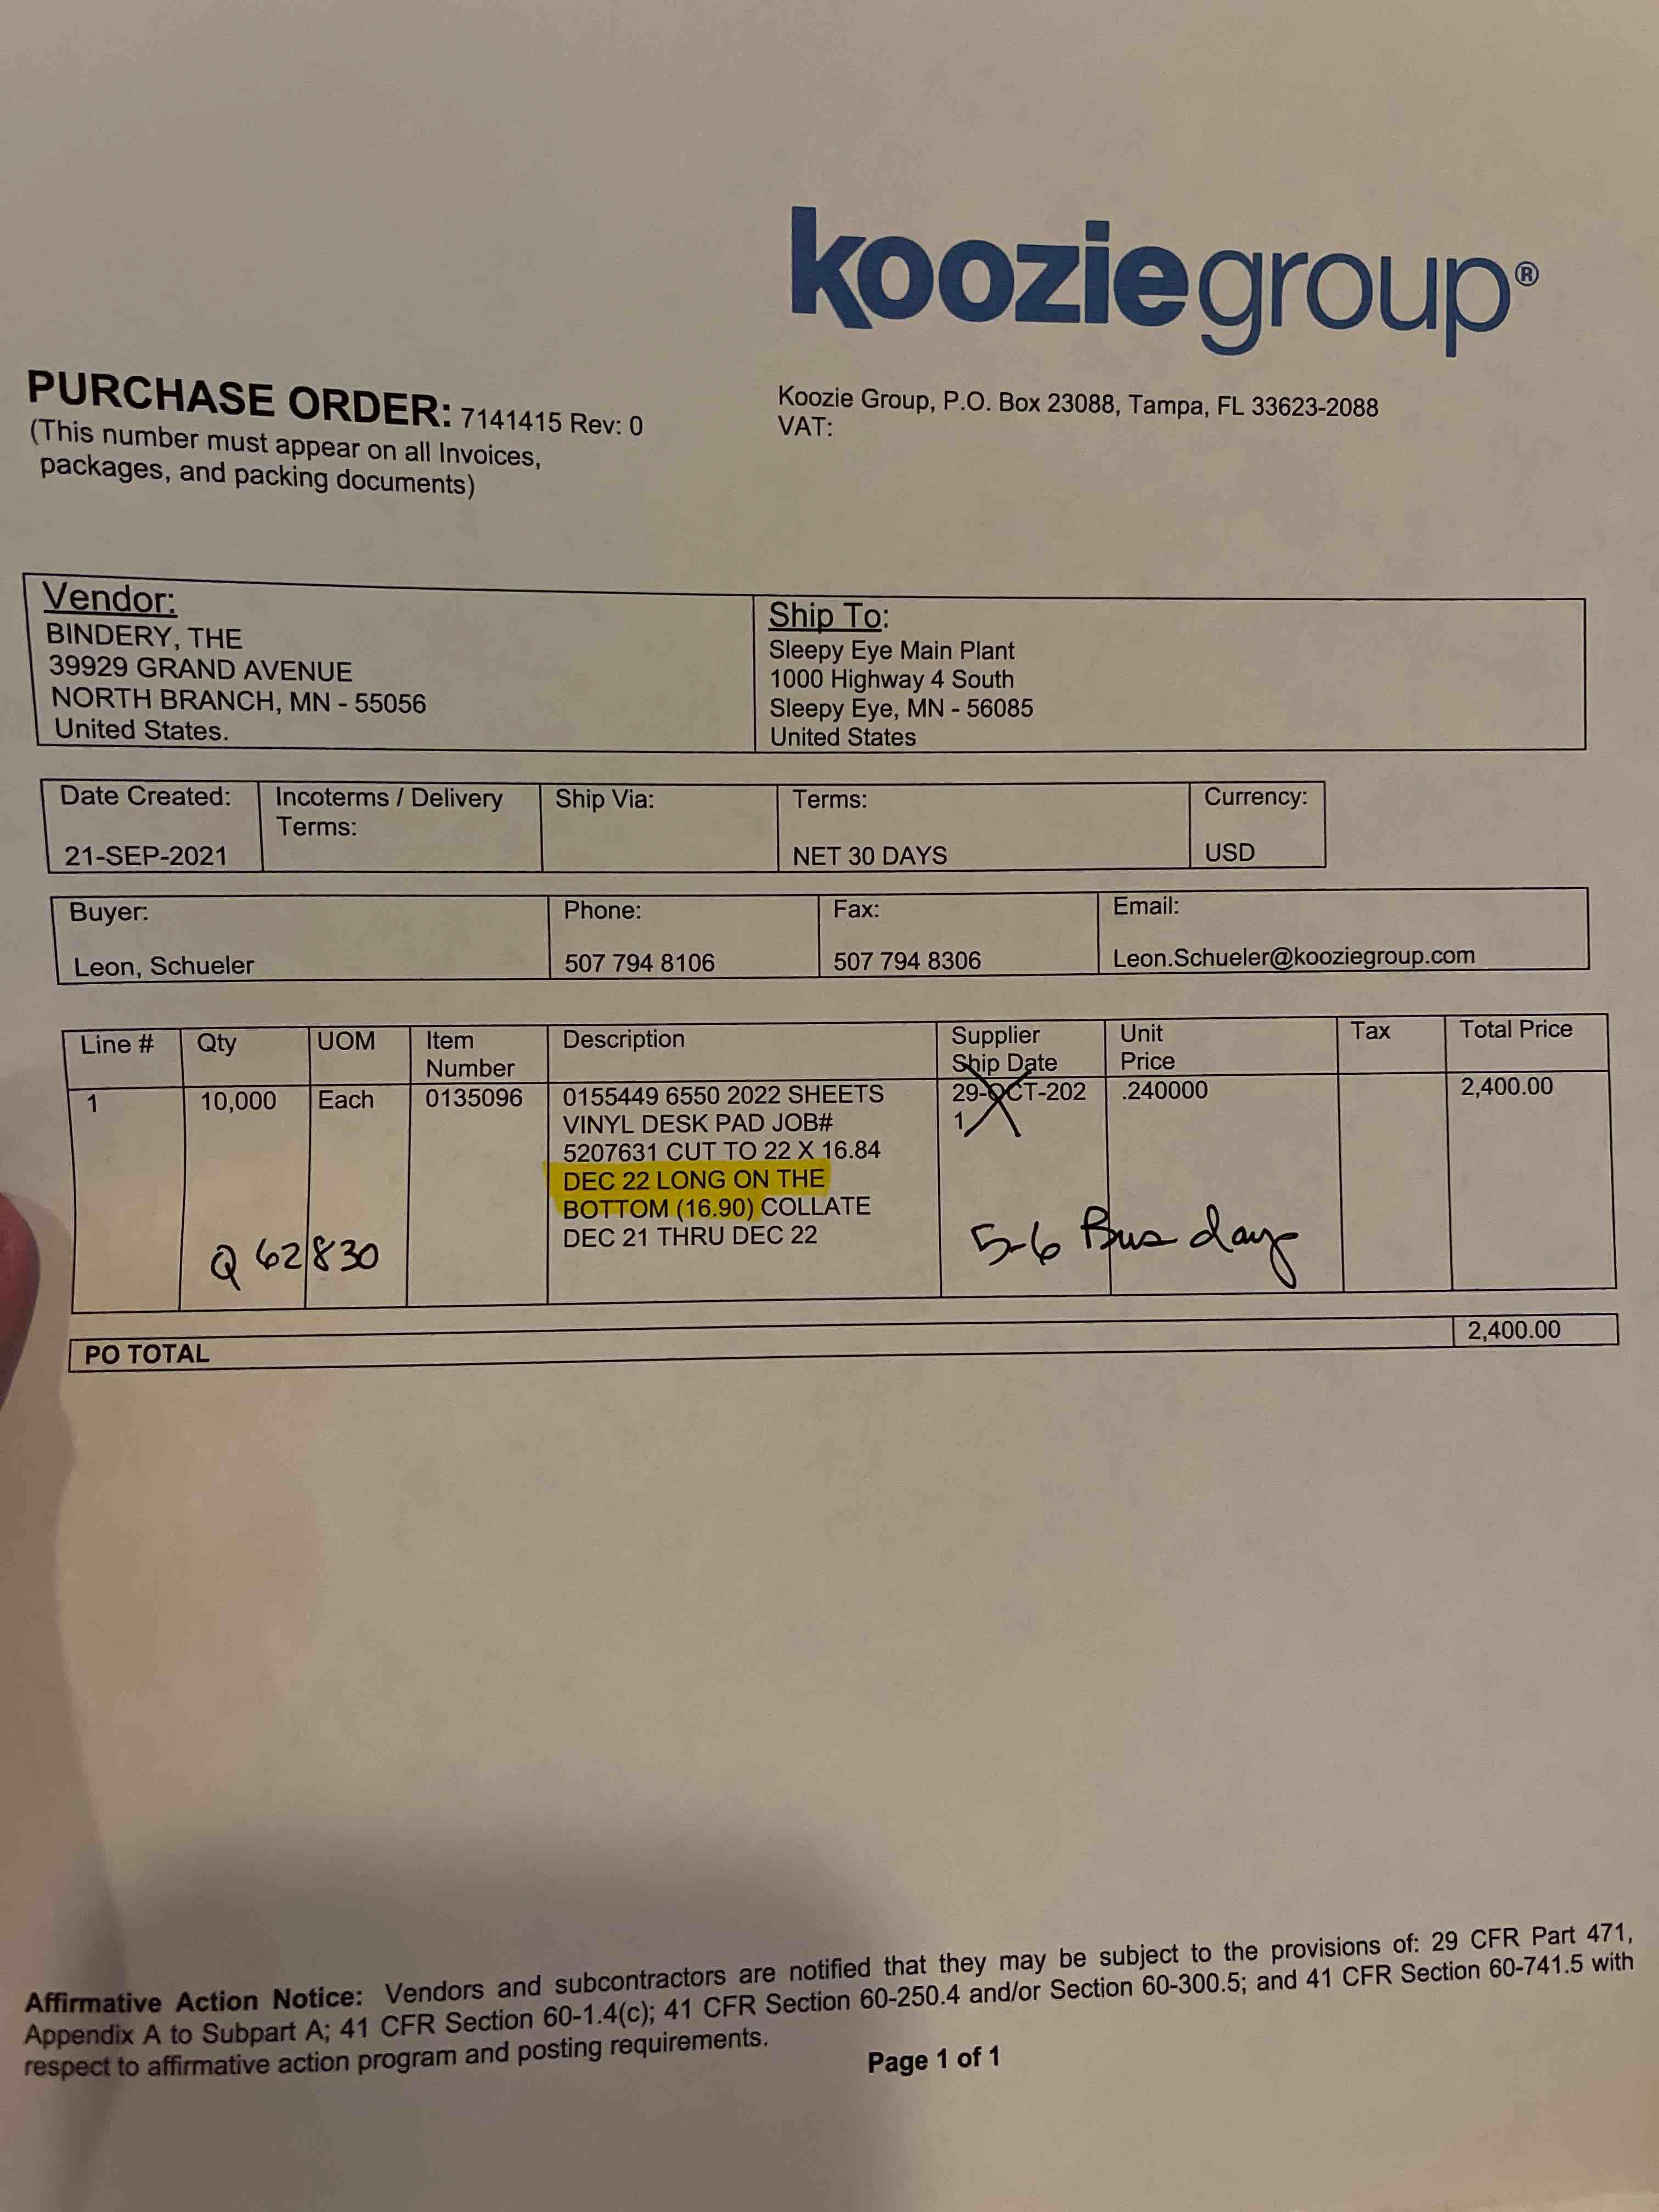 kooziegroup®
PURCHASE ORDER: 7141415 Rev: 0
(This number must appear on all Invoices,
packages, and packing documents)
Koozie Group, P.O. Box 23088, Tampa, FL 33623-2088
VAT:
Vendor:
BINDERY, THE
39929 GRAND AVENUE
NORTH BRANCH, MN - 55056
United States.
Ship To:
Sleepy Eye Main Plant
1000 Highway 4 South
Sleepy Eye, MN - 56085
United States
Date Created:
21-SEP-2021
Incoterms / Delivery
Terms:
Ship Via:
Terms:
NET 30 DAYS
Currency:
USD
Buyer:
Leon, Schueler
Phone:
507 794 8106
Fax:
507 794 8306
Email:
Leon.Schueler@kooziegroup.com
Line #
Qty
UOM
Item
Number
Description
Supplier
Ship Date
Unit
Price
Tax
Total Price
1
10,000
Each
0135096
0155449 6550 2022 SHEETS
VINYL DESK PAD JOB#
5207631 CUT TO 22 X 16.84
DEC 22 LONG ON THE
BOTTOM (16.90) COLLATE
DEC 21 THRU DEC 22
29-OCT-202
1
.240000
2,400.00
Q 62830
5-6 Bus days
PO TOTAL
2,400.00
Affirmative Action Notice: Vendors and subcontractors are notified that they may be subject to the provisions of: 29 CFR Part 471,
Appendix A to Subpart A; 41 CFR Section 60-1.4(c); 41 CFR Section 60-250.4 and/or Section 60-300.5; and 41 CFR Section 60-741.5 with
respect to affirmative action program and posting requirements.
Page 1 of 1